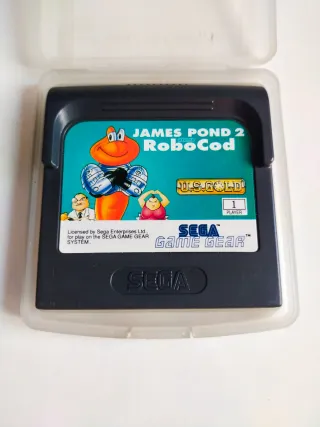 JAMES POND 2
RoboCod
U.S. GOLD
1
PLAYER
Licensed by Sega Enterprises Ltd.
for play on the SEGA GAME GEAR
SYSTEM.
SEGA
GAME GEAR
SEGA